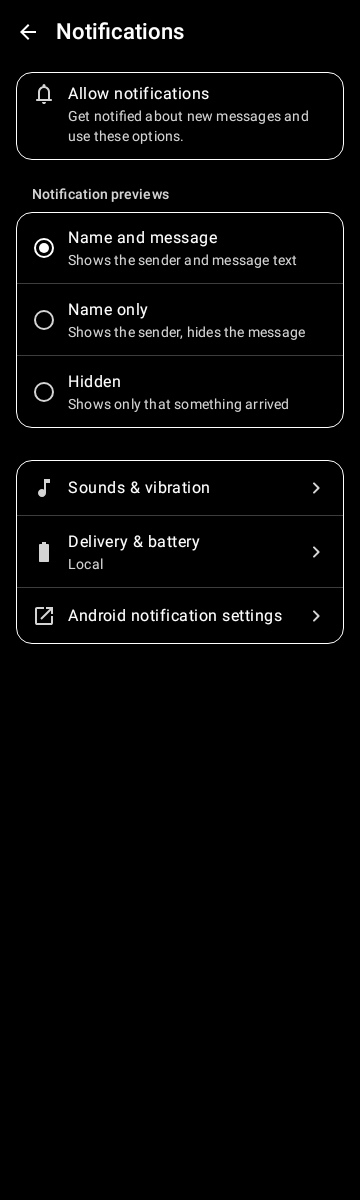 Notifications
Allow notifications
Get notified about new messages and
use these options.
Notification previews
Name and message
Shows the sender and message text
Name only
Shows the sender, hides the message
Hidden
Shows only that something arrived
Sounds & vibration
Delivery & battery
Local
Android notification settings